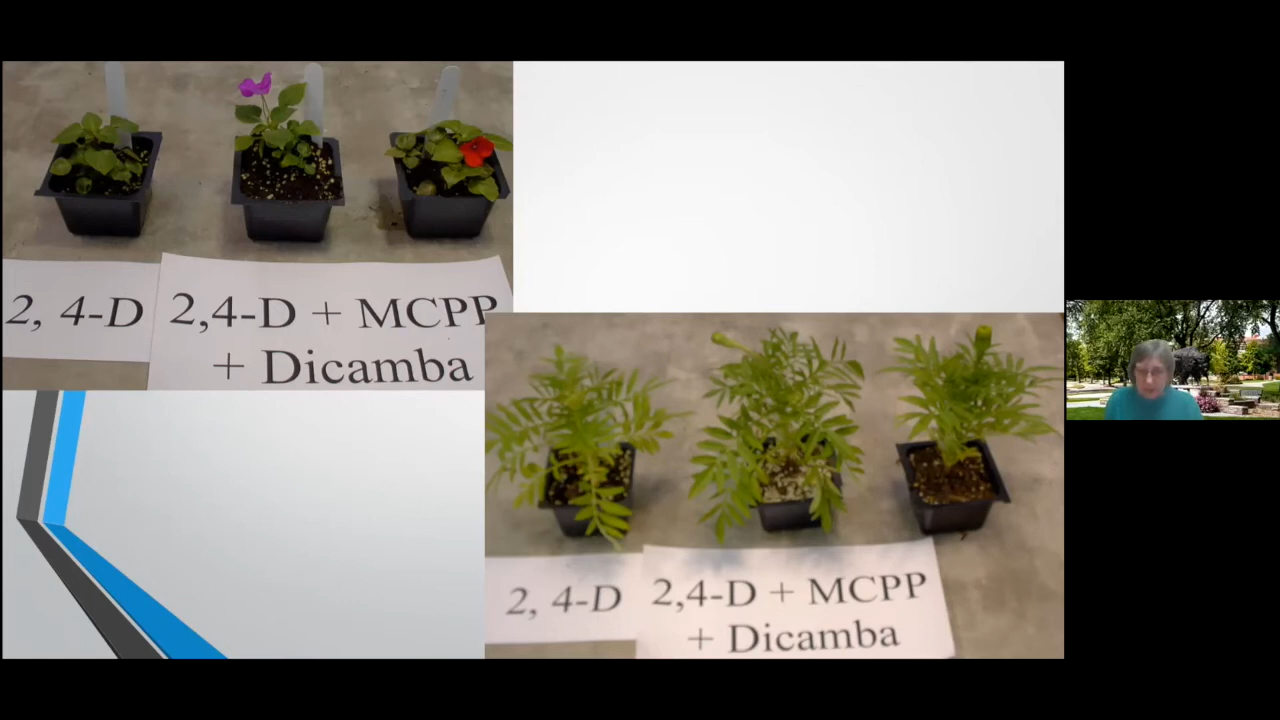 2, 4-D
2,4-D + MCPP
+ Dicamba
2, 4-D
2,4-D + MCPP
+ Dicamba